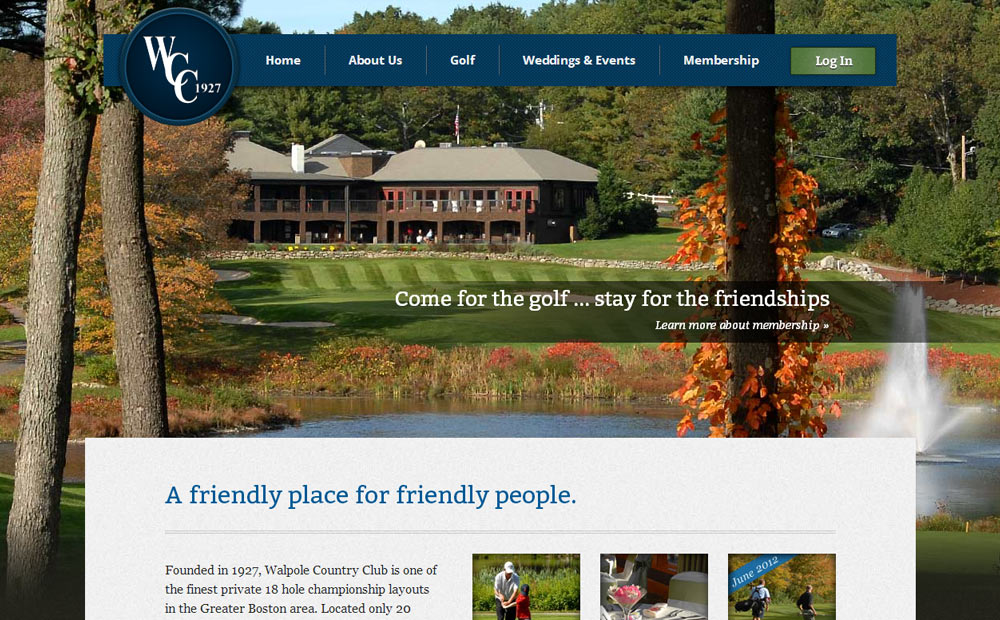 WCC 1927
Home
About Us
Golf
Weddings & Events
Membership
Log In
Come for the golf ... stay for the friendships
Learn more about membership »
A friendly place for friendly people.
Founded in 1927, Walpole Country Club is one of
the finest private 18 hole championship layouts
in the Greater Boston area. Located only 20
June 2012